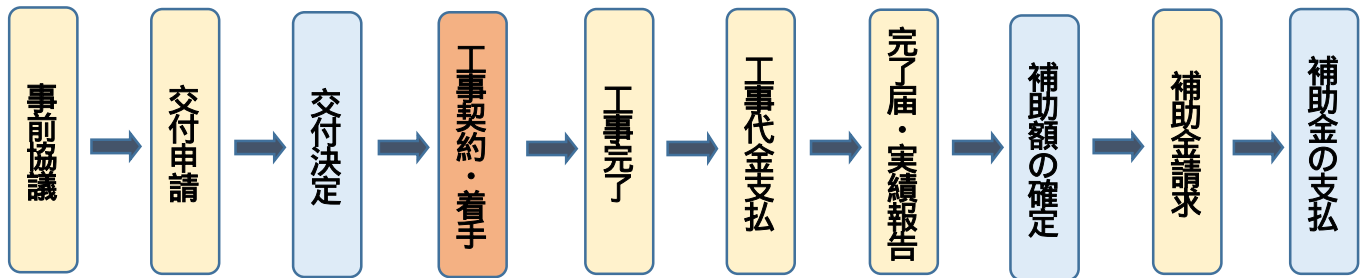 事前協議
交付申請
交付決定
工事契約・着手
工事完了
工事代金支払
完了届・実績報告
補助額の確定
補助金請求
補助金の支払